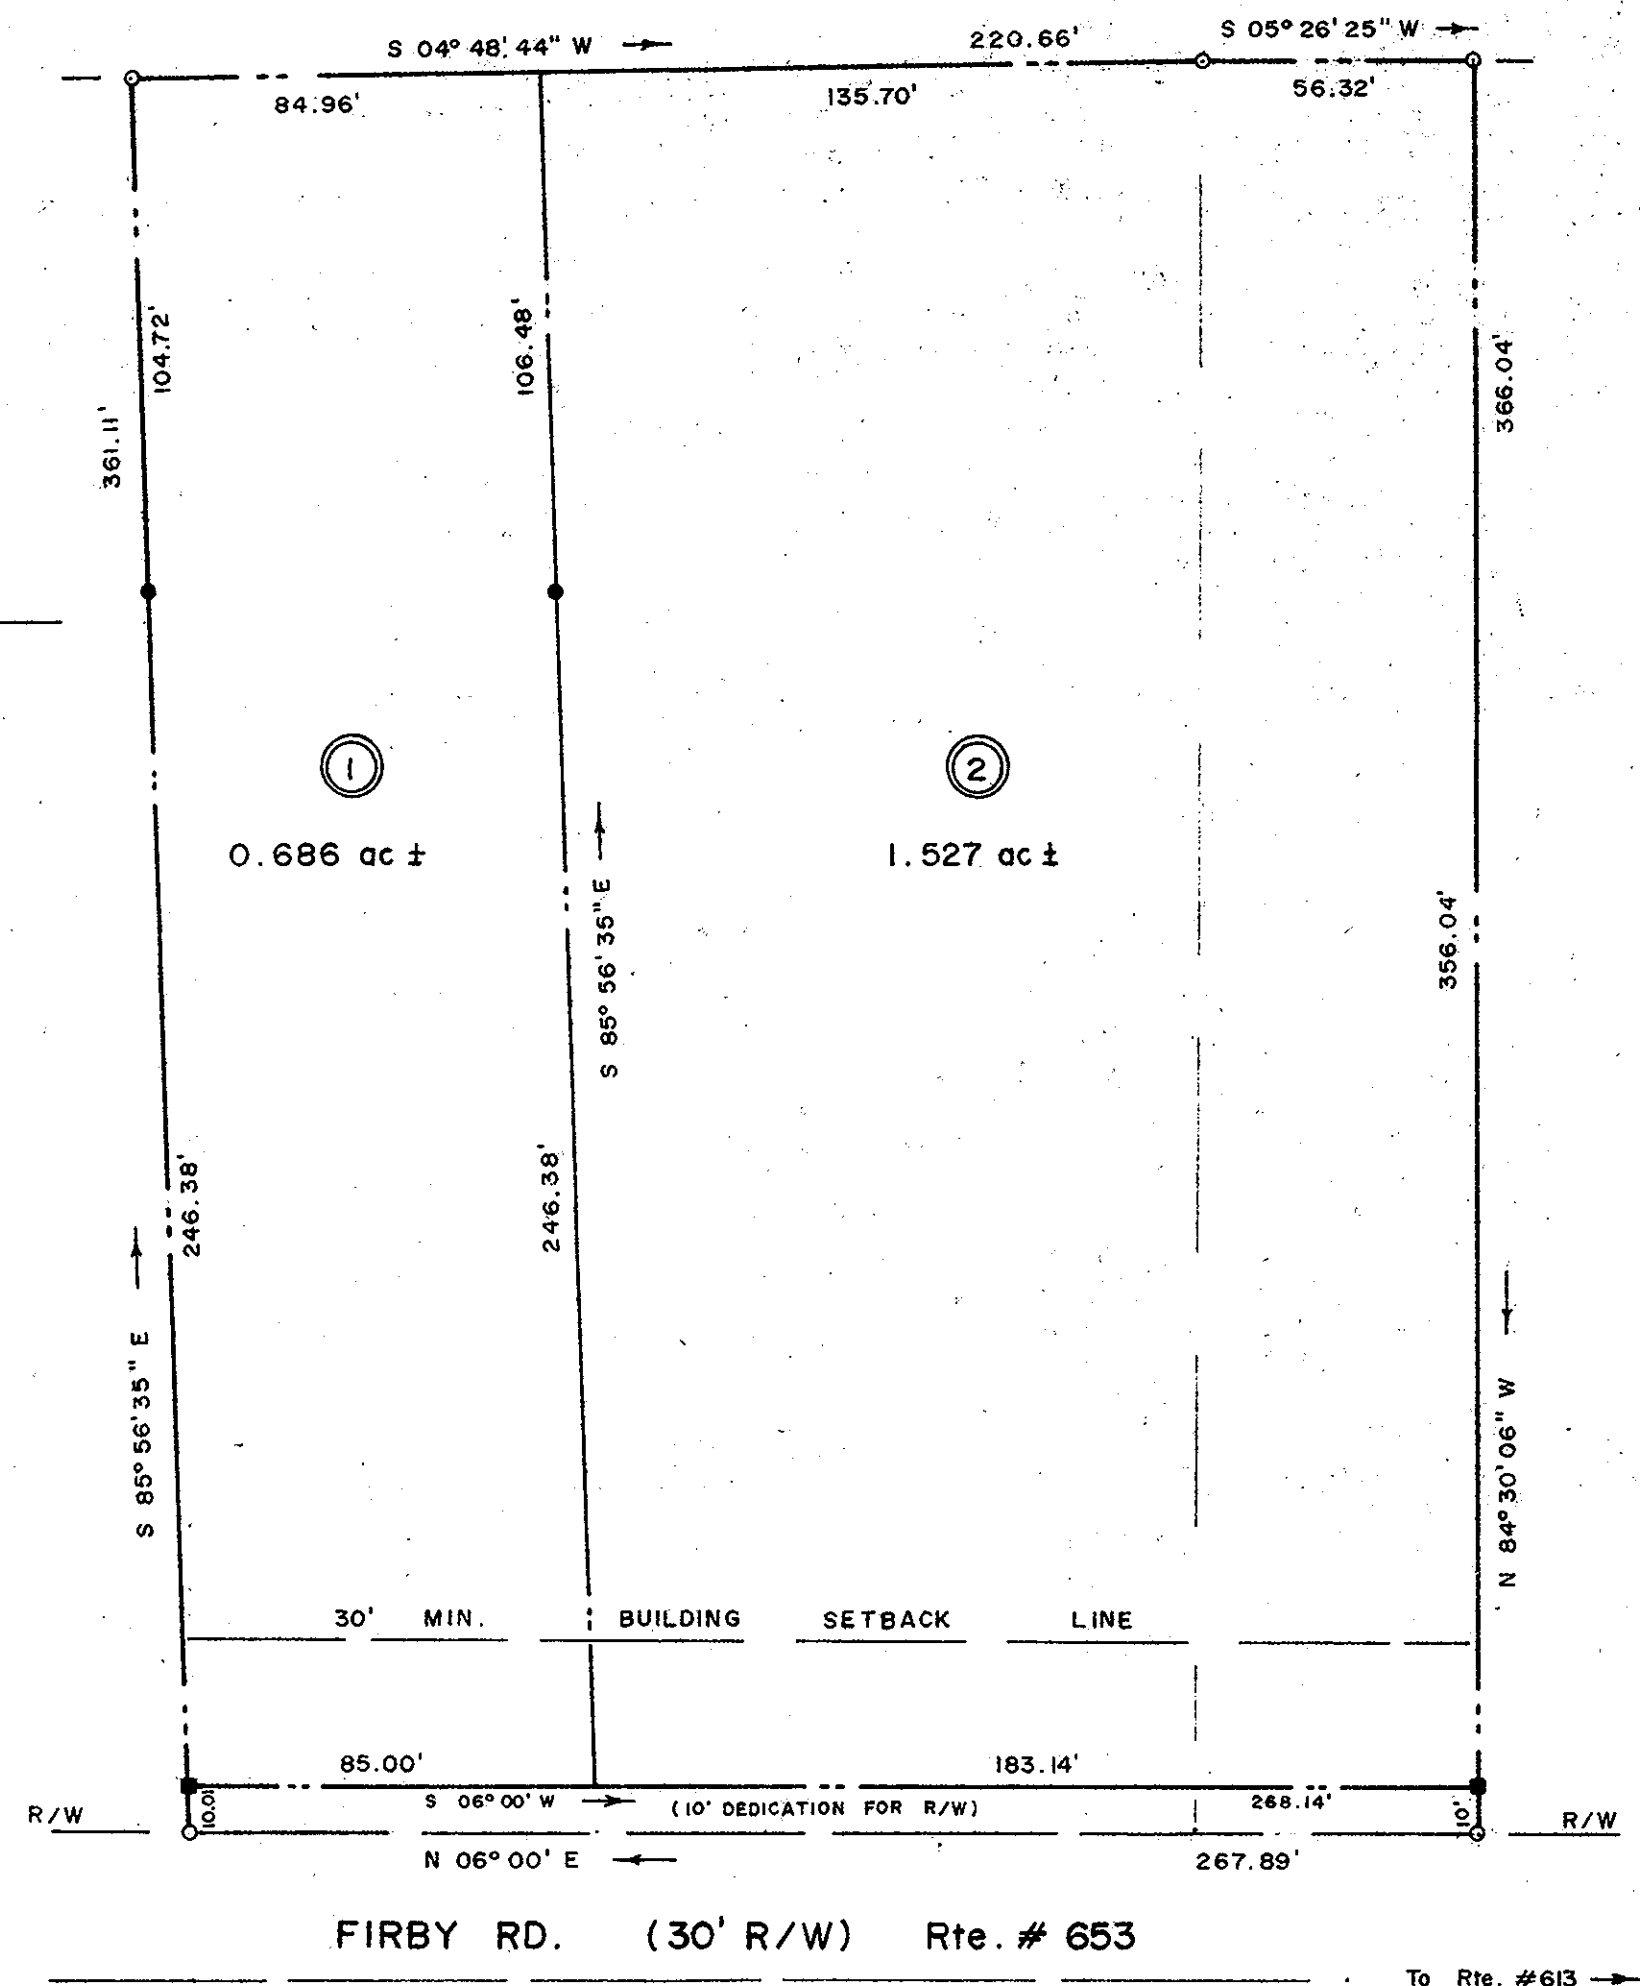 S 04° 48' 44" W
220.66'
S 05° 26' 25" W
84.96'
135.70'
56.32'
104.72'
106.48'
361.11'
366.04'
1
2
0.686 ac ±
1.527 ac ±
S 85° 56' 35" E
356.04'
246.38'
246.38'
S 85° 56' 35" E
N 84° 30' 06" W
30' MIN. BUILDING SETBACK LINE
85.00'
183.14'
10.01'
S 06° 00' W
(10' DEDICATION FOR R/W)
268.14'
10'
R/W
R/W
N 06° 00' E
267.89'
FIRBY RD. (30' R/W) Rte. # 653
To Rte. #613